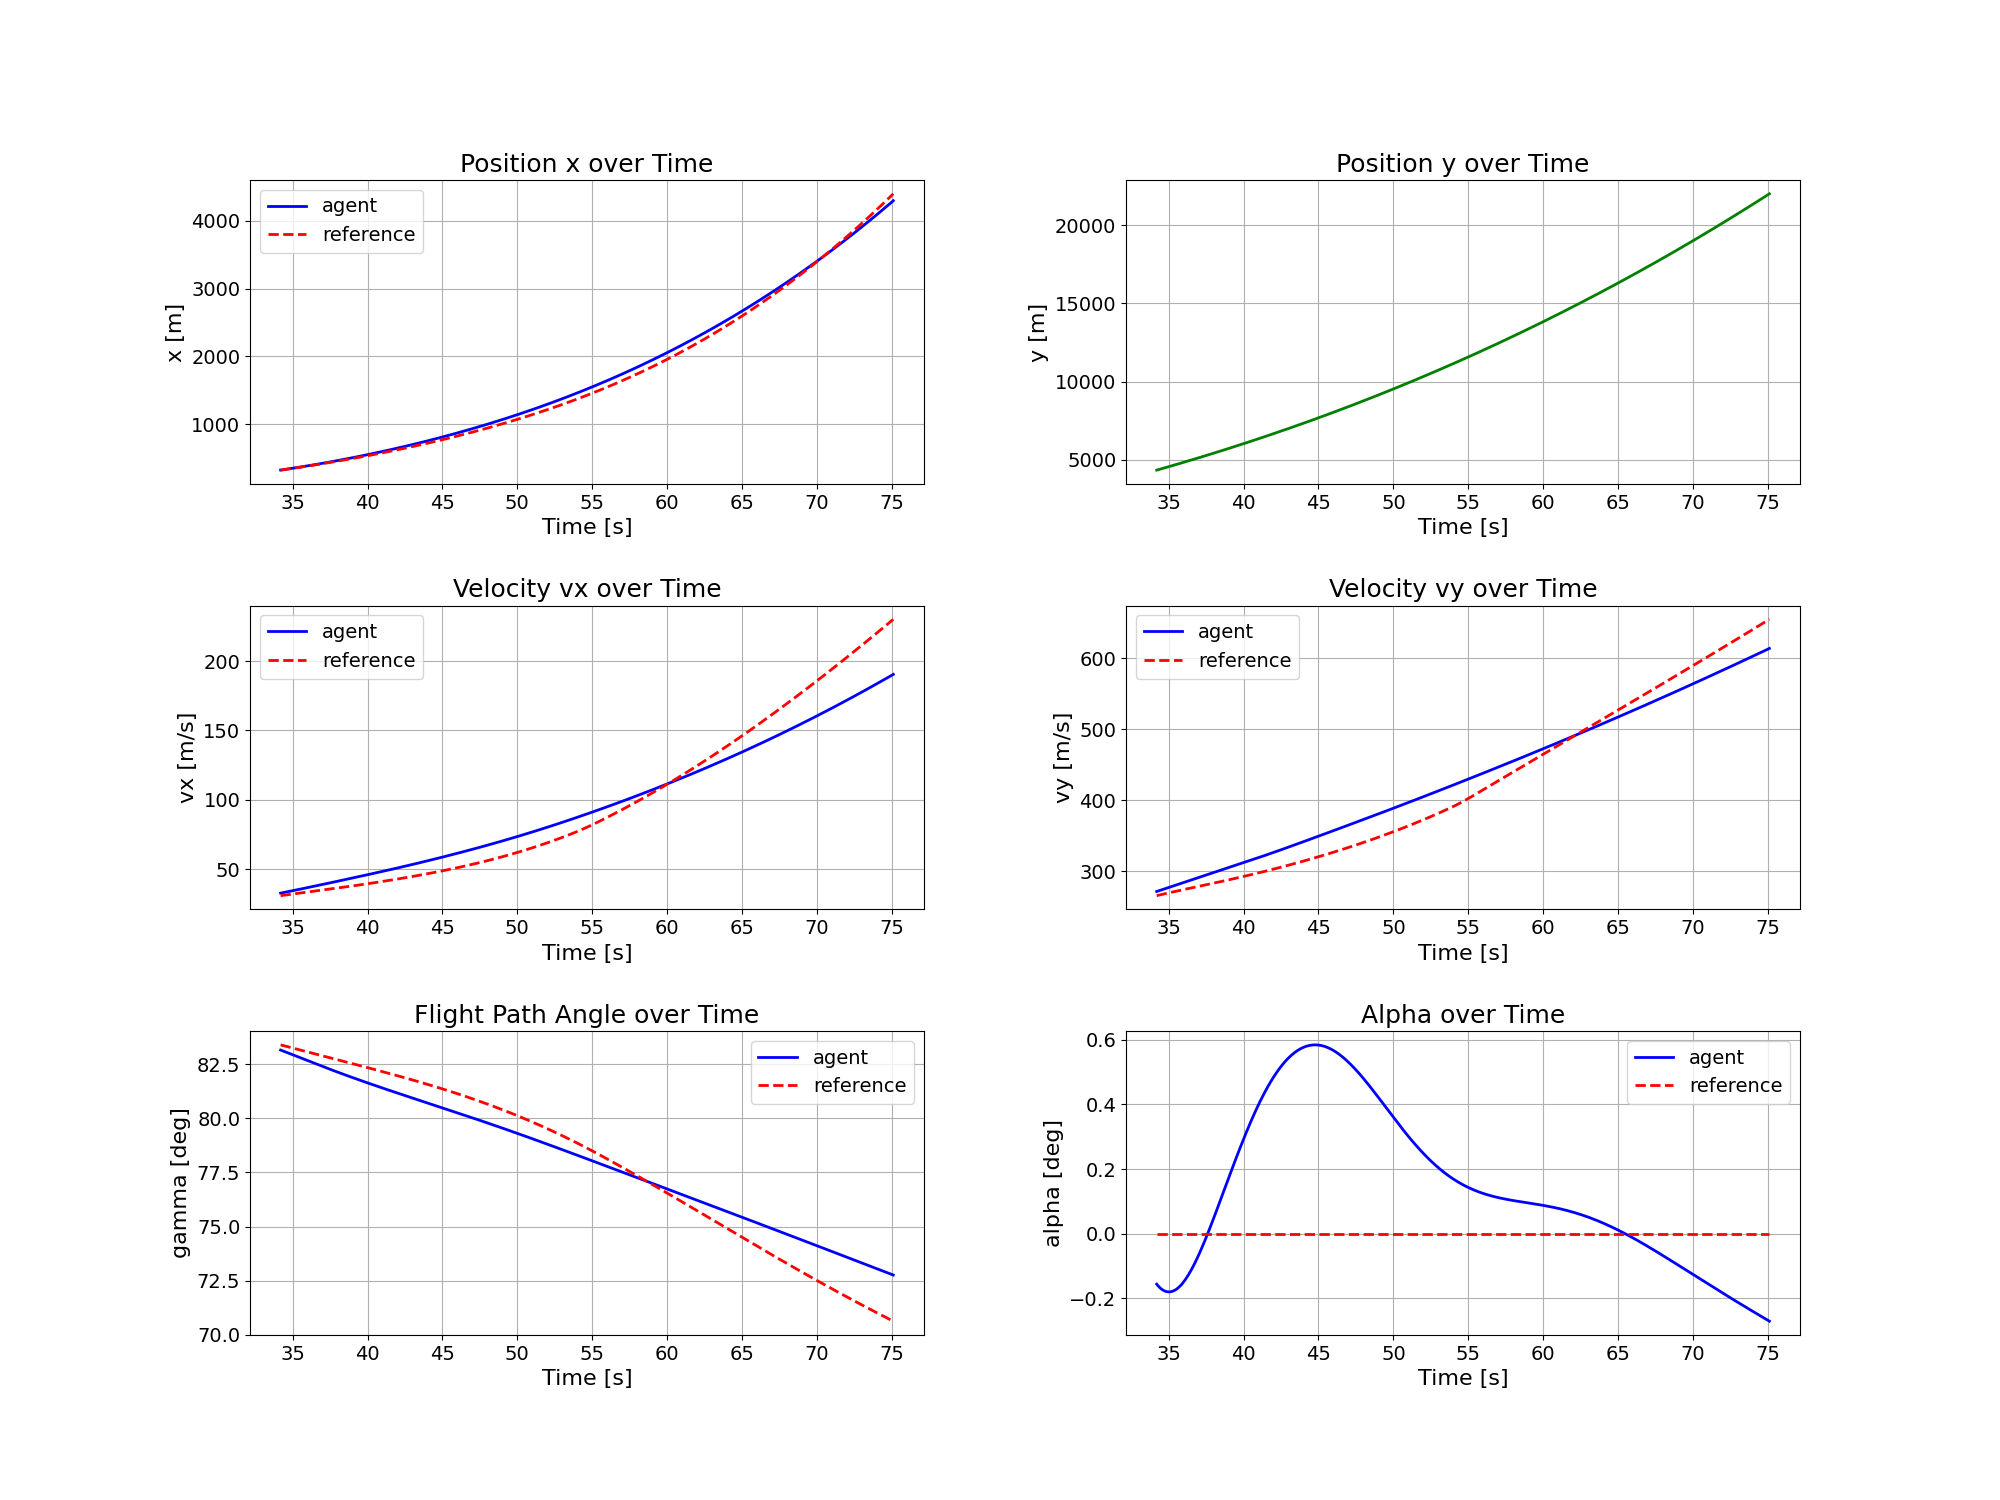 Position x over Time
agent
reference
x [m]
4000
3000
2000
1000
35 40 45 50 55 60 65 70 75
Time [s]
Position y over Time
y [m]
20000
15000
10000
5000
35 40 45 50 55 60 65 70 75
Time [s]
Velocity vx over Time
agent
reference
vx [m/s]
200
150
100
50
35 40 45 50 55 60 65 70 75
Time [s]
Velocity vy over Time
agent
reference
vy [m/s]
600
500
400
300
35 40 45 50 55 60 65 70 75
Time [s]
Flight Path Angle over Time
agent
reference
gamma [deg]
82.5
80.0
77.5
75.0
72.5
70.0
35 40 45 50 55 60 65 70 75
Time [s]
Alpha over Time
agent
reference
alpha [deg]
0.6
0.4
0.2
0.0
−0.2
35 40 45 50 55 60 65 70 75
Time [s]